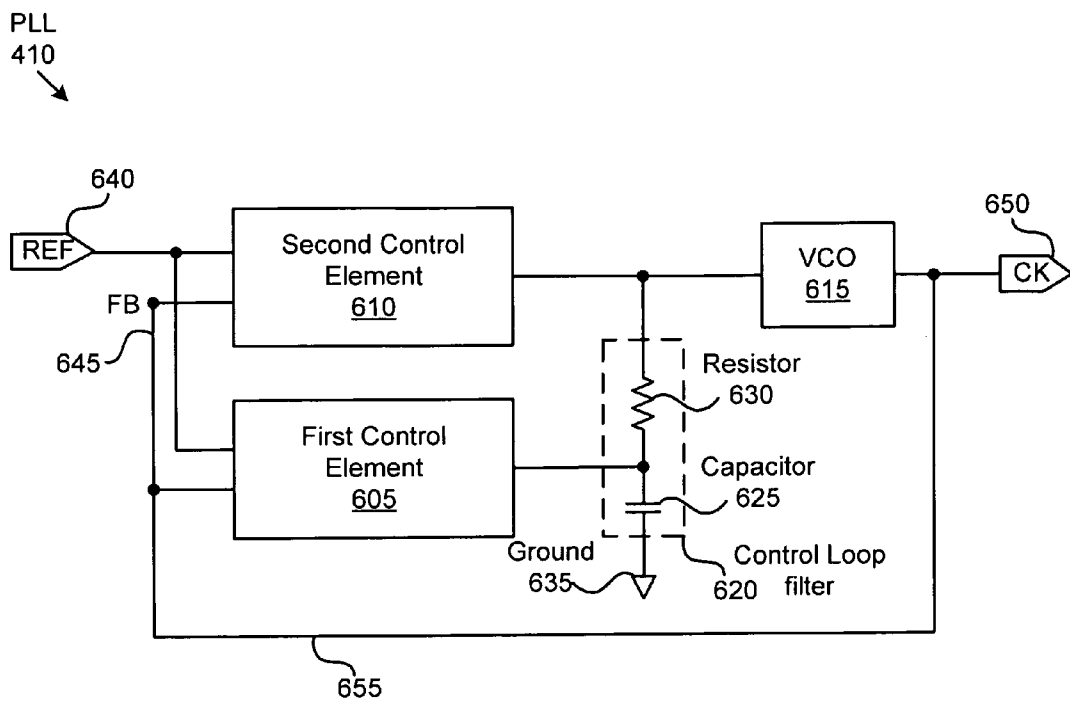 PLL
410
640
REF
Second Control
Element
610
FB
645
VCO
615
650
CK
Resistor
630
First Control
Element
605
Capacitor
625
Ground
635
Control Loop
filter
620
655